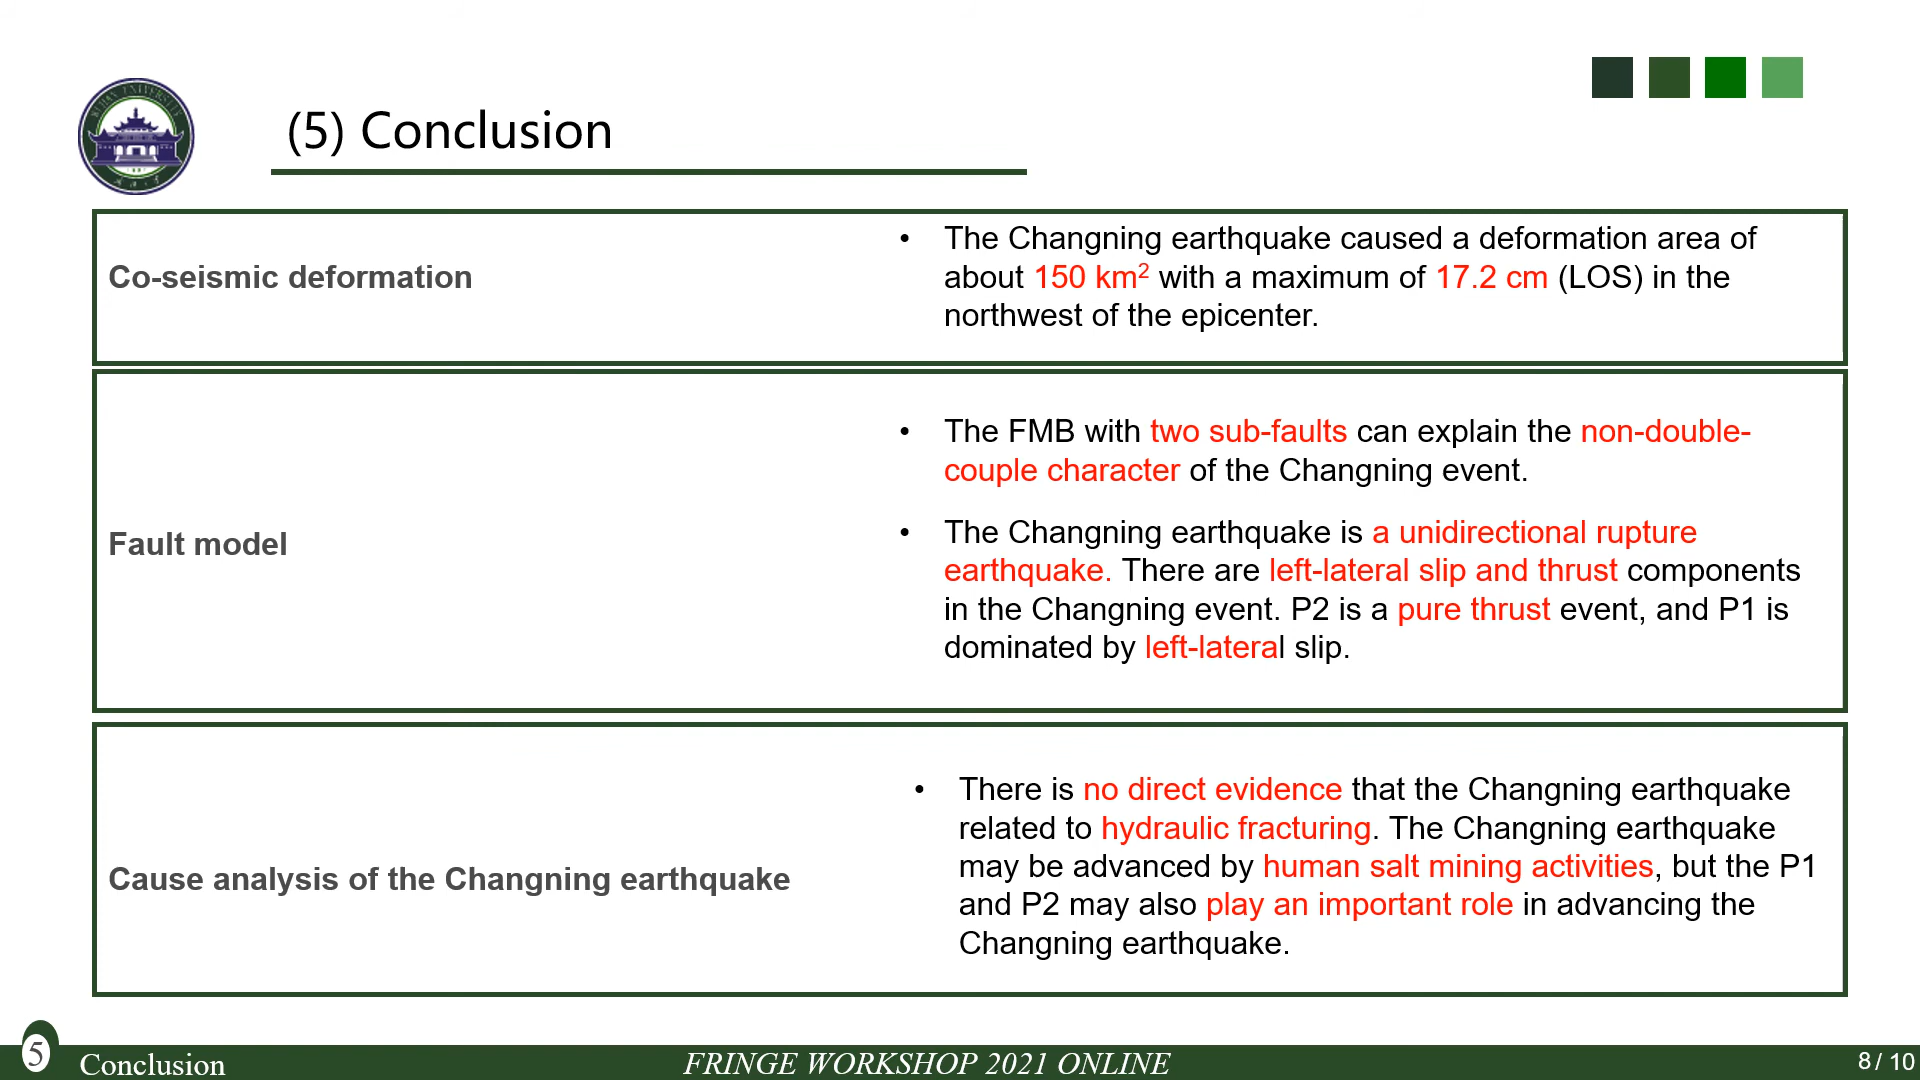 (5) Conclusion
Co-seismic deformation
• The Changning earthquake caused a deformation area of
about 150 km² with a maximum of 17.2 cm (LOS) in the
northwest of the epicenter.
Fault model
• The FMB with two sub-faults can explain the non-double-
couple character of the Changning event.
• The Changning earthquake is a unidirectional rupture
earthquake. There are left-lateral slip and thrust components
in the Changning event. P2 is a pure thrust event, and P1 is
dominated by left-lateral slip.
Cause analysis of the Changning earthquake
• There is no direct evidence that the Changning earthquake
related to hydraulic fracturing. The Changning earthquake
may be advanced by human salt mining activities, but the P1
and P2 may also play an important role in advancing the
Changning earthquake.
5 Conclusion
FRINGE WORKSHOP 2021 ONLINE
8 / 10